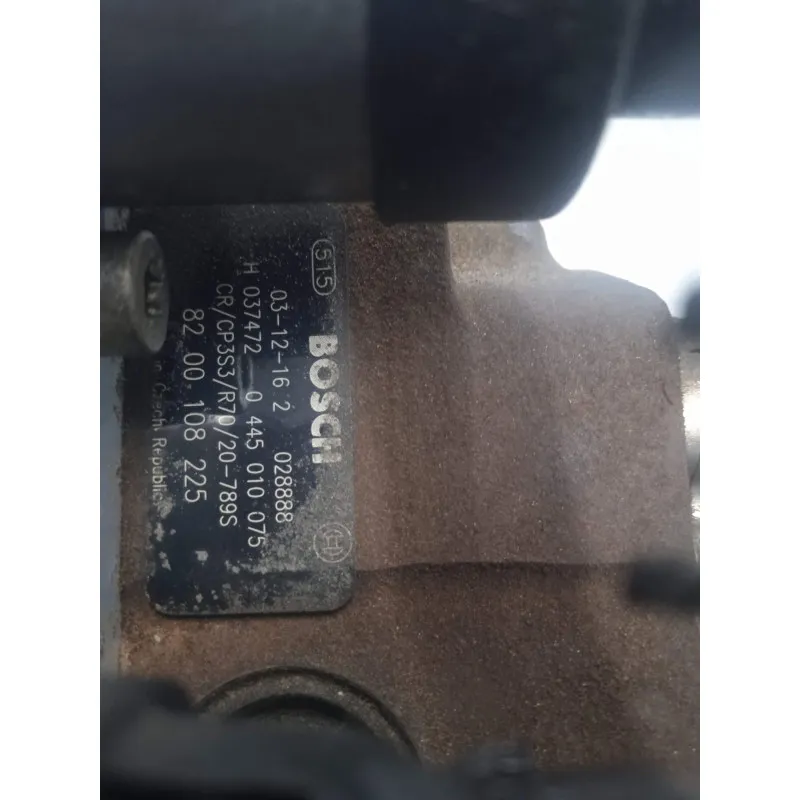 515
BOSCH
03-12-16 2 028888
H 037472 0 445 010 075
CR/CP3S3/R70/20-789S
82 00 108 225
in Czech Republic